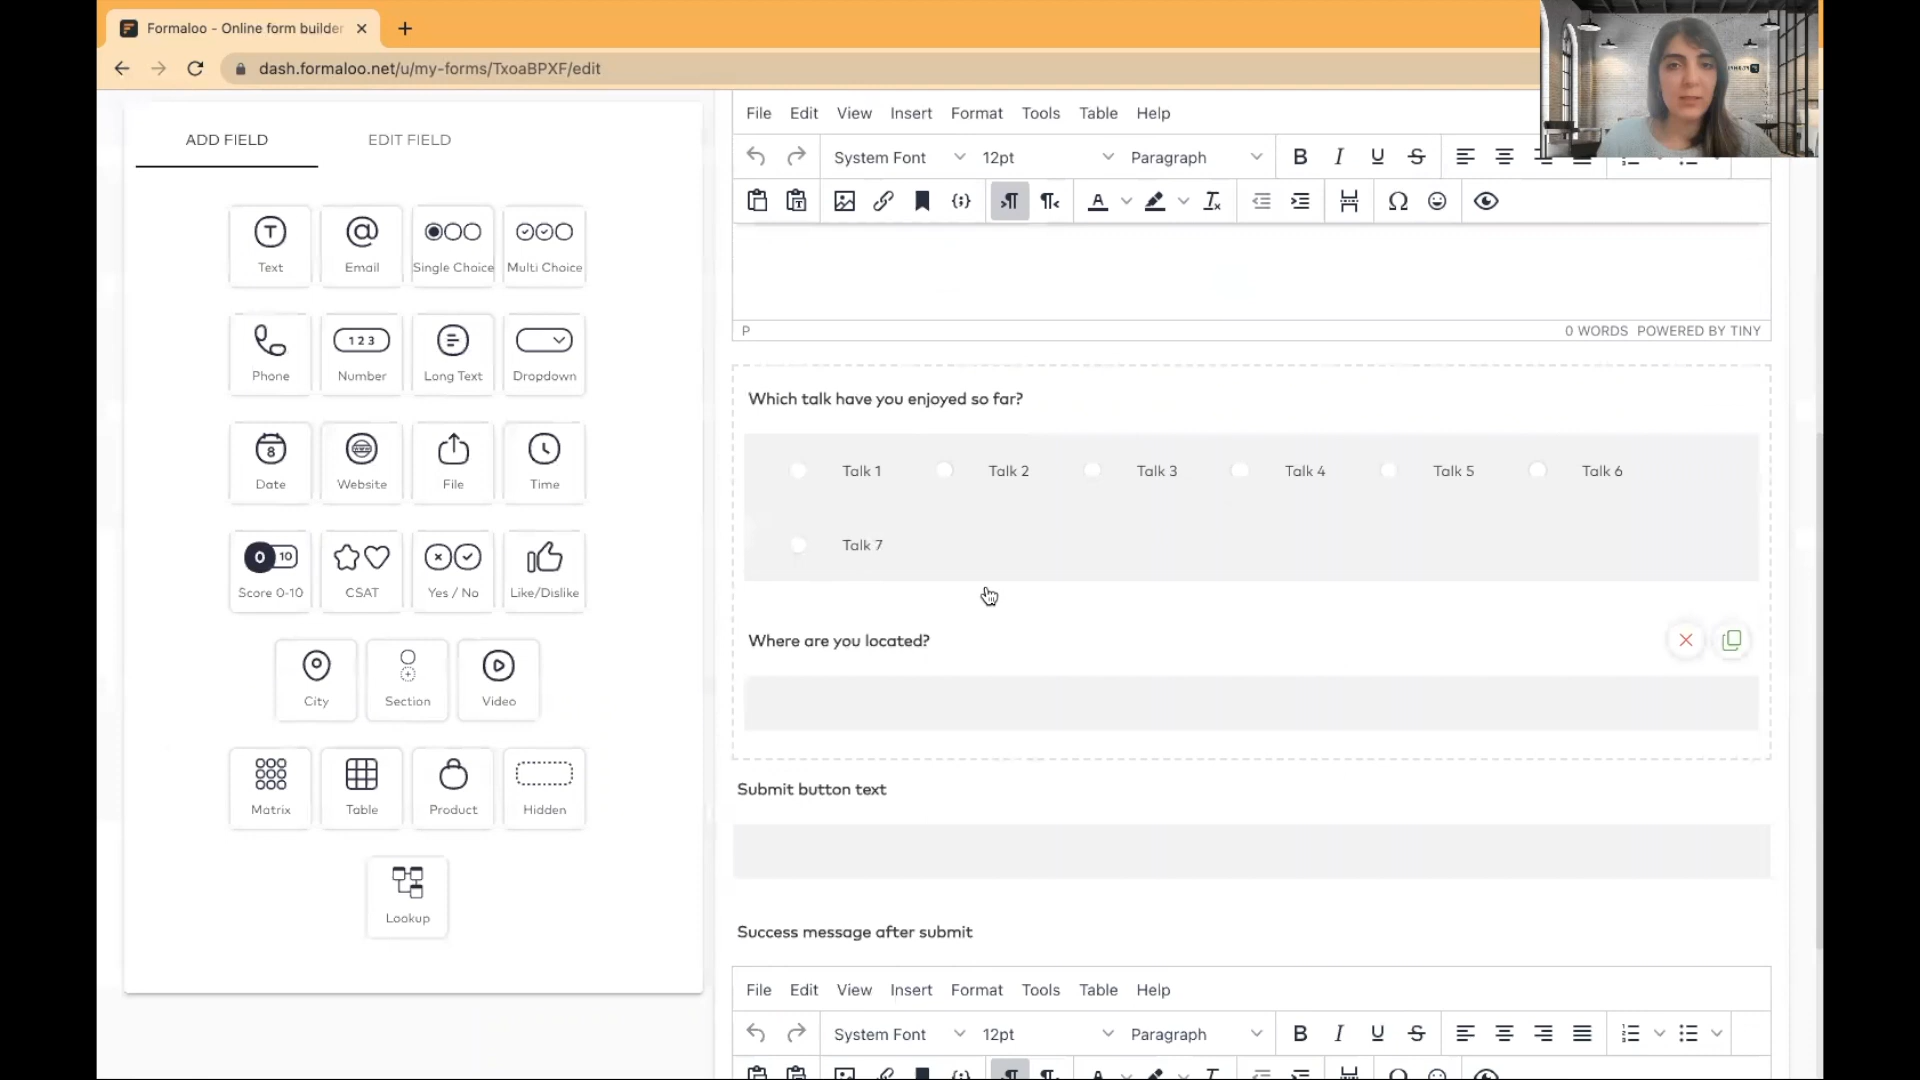 Formaloo - Online form builder
dash.formaloo.net/u/my-forms/TxoaBPXF/edit
ADD FIELD
EDIT FIELD
Text
Email
Single Choice
Multi Choice
1 2 3
Phone
Number
Long Text
Dropdown
8
Date
Website
File
Time
0 10
Score 0-10
CSAT
Yes / No
Like/Dislike
City
Section
Video
Matrix
Table
Product
Hidden
Lookup
File Edit View Insert Format Tools Table Help
System Font 12pt Paragraph
P
0 WORDS POWERED BY TINY
Which talk have you enjoyed so far?
Talk 1 Talk 2 Talk 3 Talk 4 Talk 5 Talk 6
Talk 7
Where are you located?
Submit button text
Success message after submit
File Edit View Insert Format Tools Table Help
System Font 12pt Paragraph